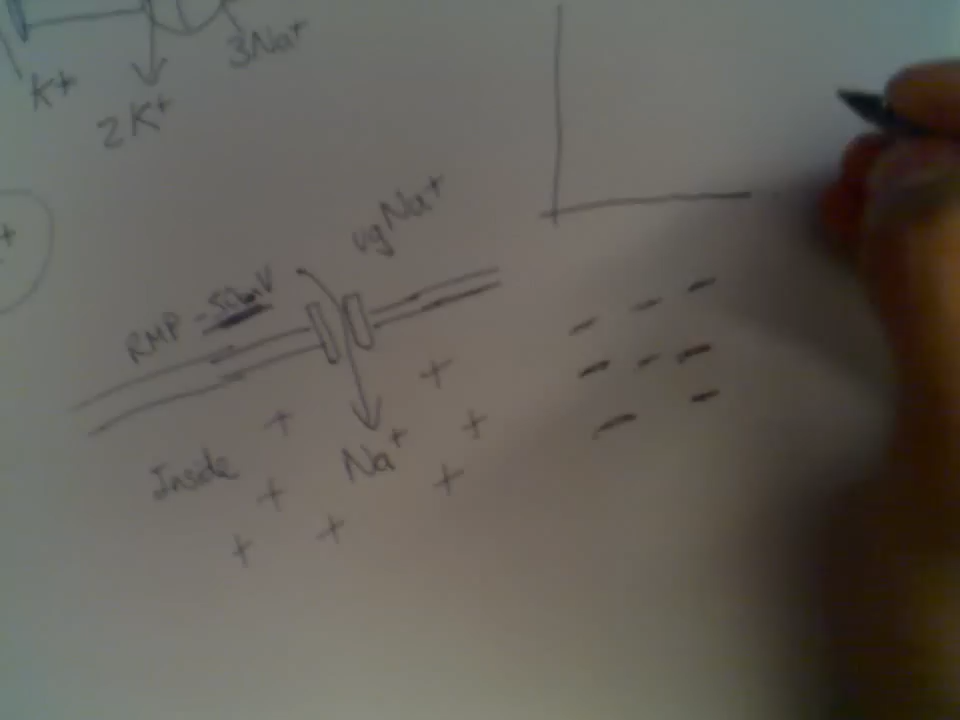 K+
2K+
3Na+
+
vgNa+
RMP -50mV
Inside
Na+
+ + + + + + +